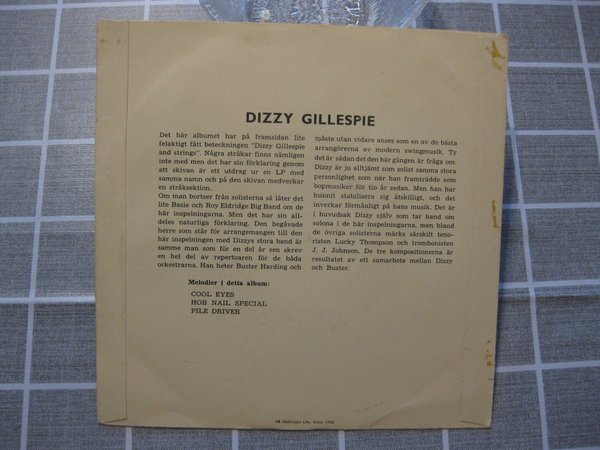 DIZZY GILLESPIE
Det här albumet har på framsidan lite
felaktigt fått beteckningen "Dizzy Gillespie
and strings". Några stråkar finns nämligen
inte med men det har sin förklaring genom
att skivan är ett utdrag ur en LP med
samma namn och på den skivan medverkar
en stråksektion.
Om man bortser från solisterna så låter det
lite Basie och Roy Eldridge Big Band om de
här inspelningarna. Men det har sin all-
deles naturliga förklaring. Den begåvade
herre som står för arrangemangen till den
här inspelningen med Dizzys stora band är
samme man som för en del år sen skrev
en hel del av repertoaren för de båda
orkestrarna. Han heter Buster Harding och
måste utan vidare anses som en av de bästa
arrangörerna av modern swingmusik. Ty
det är sådan det den här gången är fråga om.
Dizzy är ju alltjämt som solist samma stora
personlighet som när han framträdde som
bopmusiker för tio år sedan. Men han har
hunnit stabilisera sig åtskilligt, och det
inverkar förmånligt på hans musik. Det är
i huvudsak Dizzy själv som tar hand om
solona i de här inspelningarna, men bland
de övriga solisterna märks särskilt teno-
risten Lucky Thompson och trombonisten
J. J. Johnson. De tre kompositionerna är
resultatet av ett samarbete mellan Dizzy
och Buster.
Melodier i detta album:
COOL EYES
HOB NAIL SPECIAL
PILE DRIVER